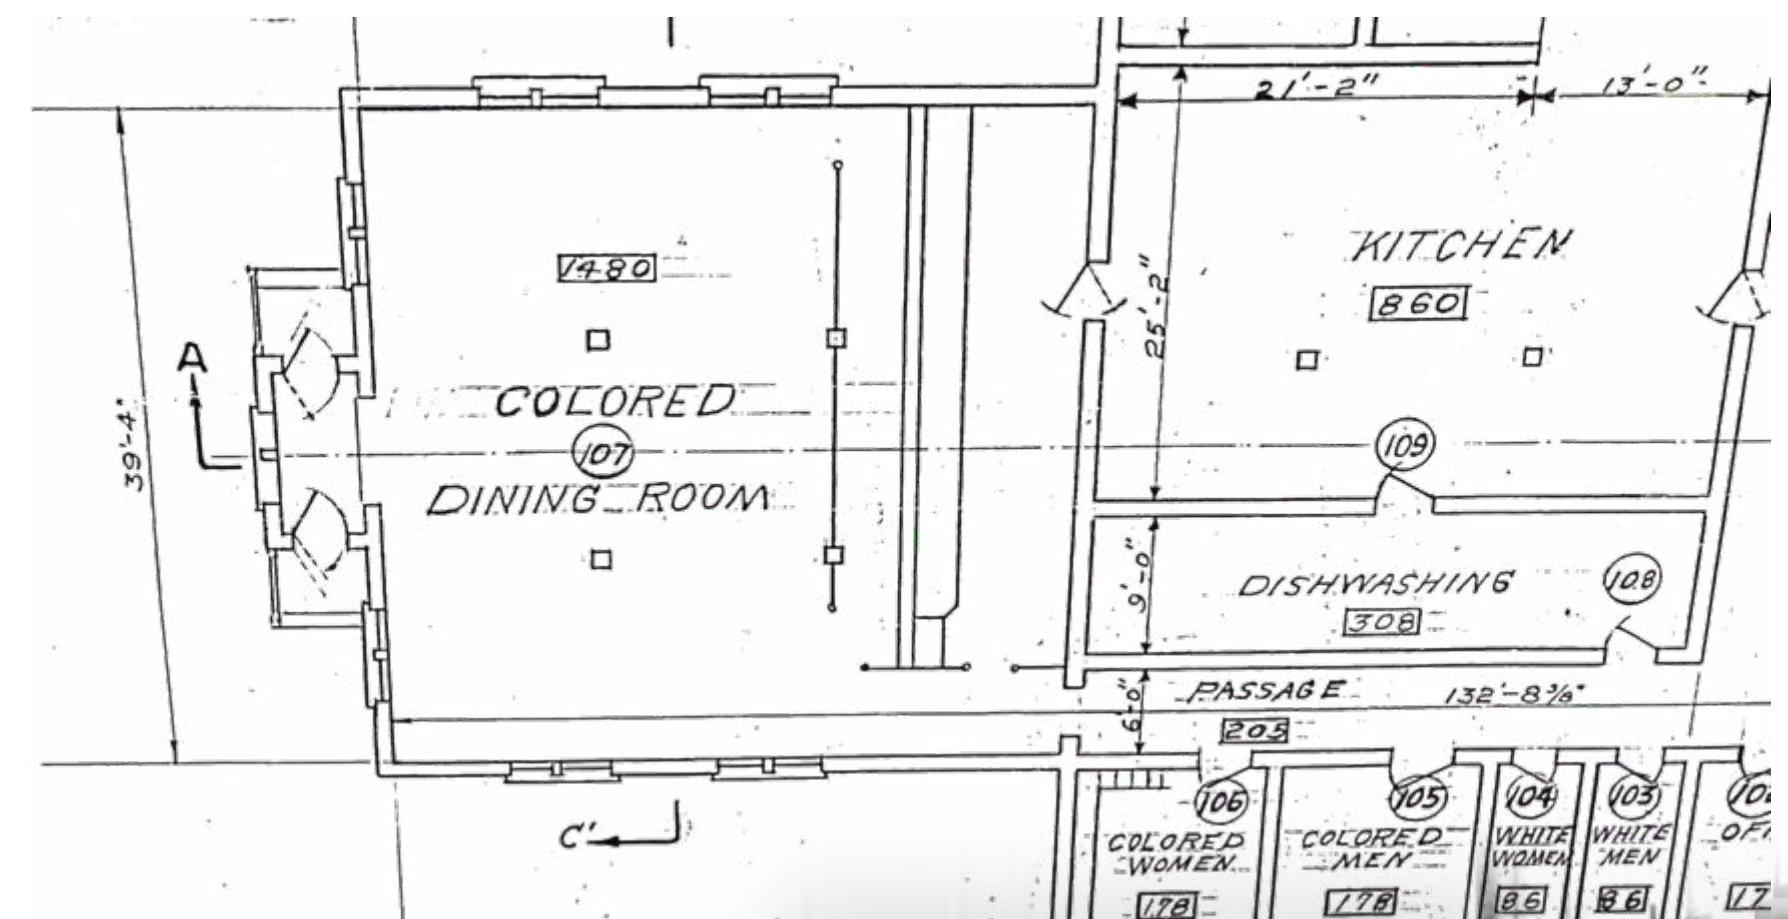 21'-2"
13'-0"
KITCHEN
860
1480
25'-2"
A
39'-4"
COLORED
107
DINING ROOM
109
DISHWASHING
108
308
9'-0"
PASSAGE
132'-8 3/8"
6'-0"
205
C'
106
105
104
103
COLORED
WOMEN
COLORED
MEN
WHITE
WOMEN
WHITE
MEN
178
178
86
86